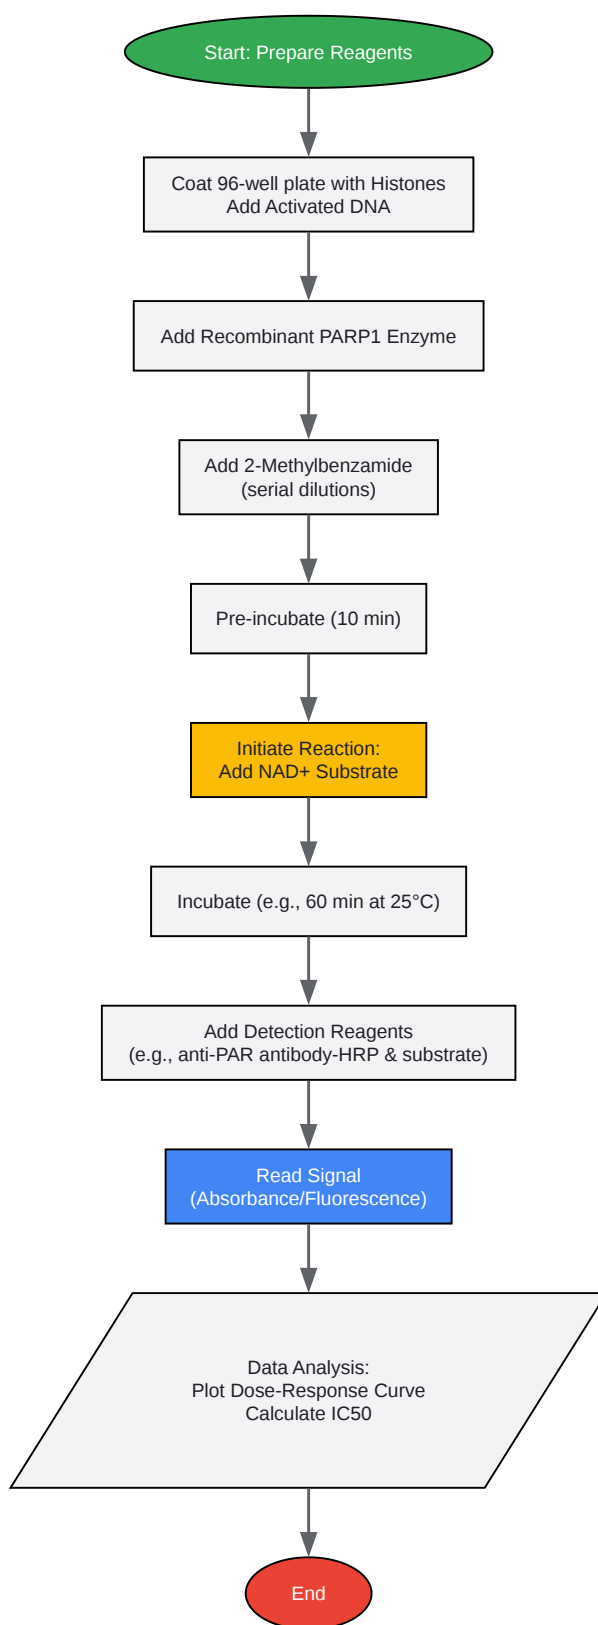 Start: Prepare Reagents
Coat 96-well plate with Histones
Add Activated DNA
Add Recombinant PARP1 Enzyme
Add 2-Methylbenzamide
(serial dilutions)
Pre-incubate (10 min)
Initiate Reaction:
Add NAD+ Substrate
Incubate (e.g., 60 min at 25°C)
Add Detection Reagents
(e.g., anti-PAR antibody-HRP & substrate)
Read Signal
(Absorbance/Fluorescence)
Data Analysis:
Plot Dose-Response Curve
Calculate IC50
End